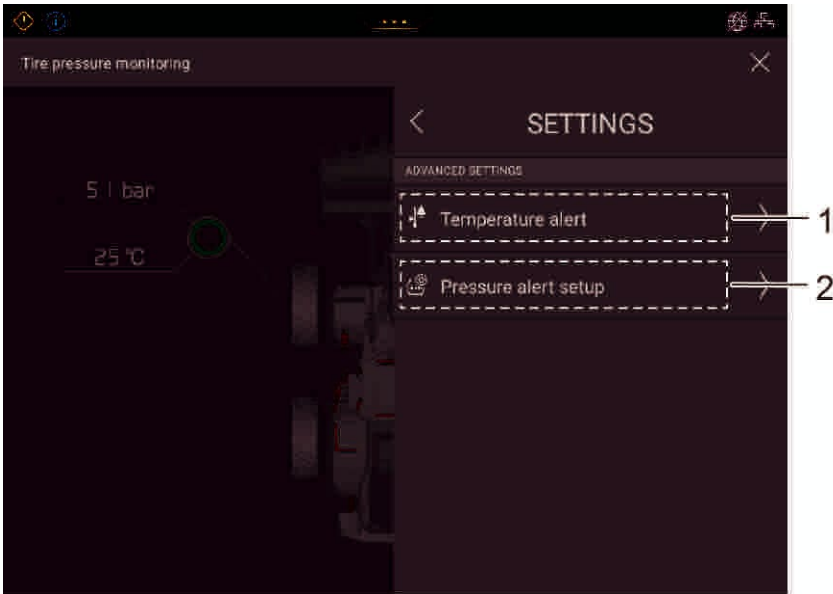 Tire pressure monitoring
SETTINGS
ADVANCED SETTINGS
5.1 bar
Temperature alert
1
25 °C
Pressure alert setup
2